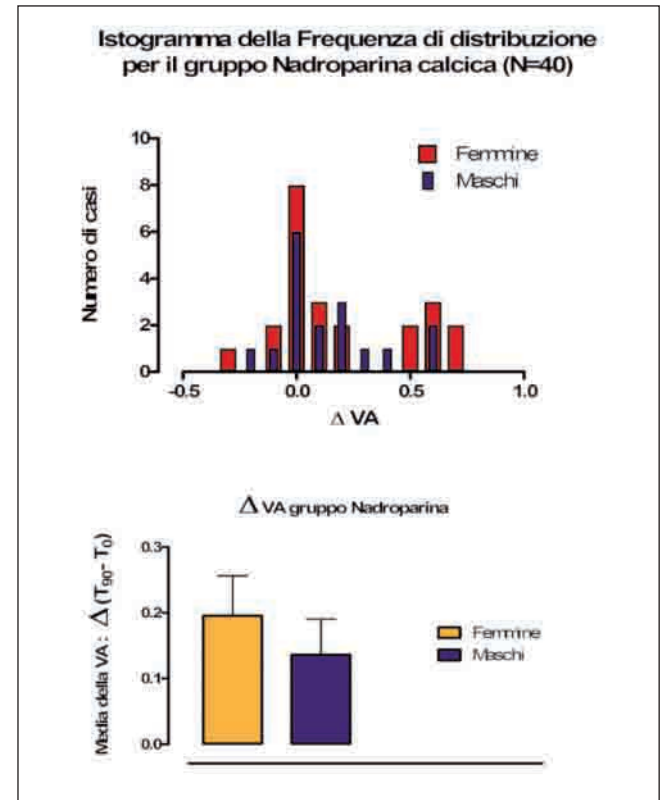 Istogramma della Frequenza di distribuzione
per il gruppo Nadroparina calcica (N=40)
Numero di casi
10
8
6
4
2
0
Femmine
Maschi
-0.5
0.0
0.5
1.0
Δ VA
Δ VA gruppo Nadroparina
Media della VA : Δ (T90- T0)
0.3
0.2
0.1
0.0
Femmine
Maschi